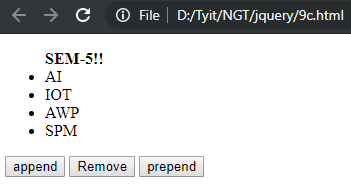 File D:/Tyit/NGT/jquery/9c.html
SEM-5!!
AI
IOT
AWP
SPM
append Remove prepend